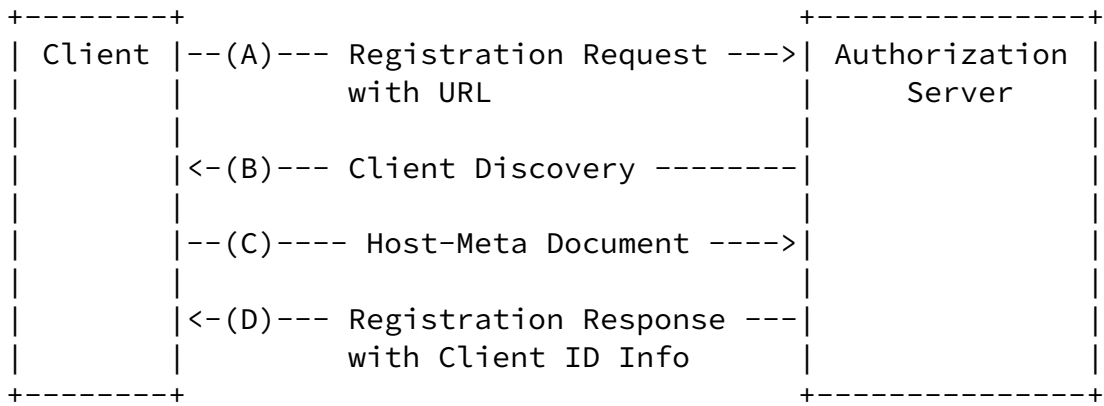 +--------+                                  +---------------+
| Client |--(A)--- Registration Request --->| Authorization |
|        |         with URL                 |     Server    |
|        |                                  |               |
|        |<-(B)--- Client Discovery --------|               |
|        |                                  |               |
|        |--(C)---- Host-Meta Document ---->|               |
|        |                                  |               |
|        |<-(D)--- Registration Response ---|               |
|        |         with Client ID Info      |               |
+--------+                                  +---------------+